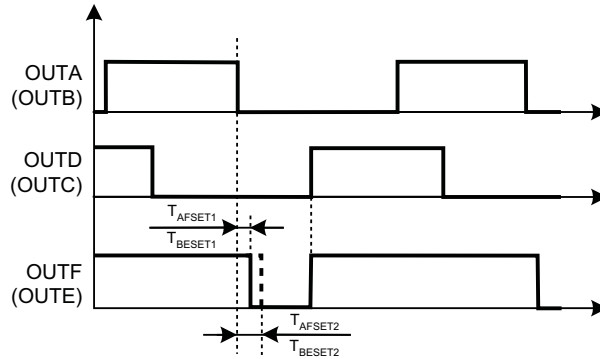 OUTA
(OUTB)
OUTD
(OUTC)
TAFSET1
TBESET1
OUTF
(OUTE)
TAFSET2
TBESET2